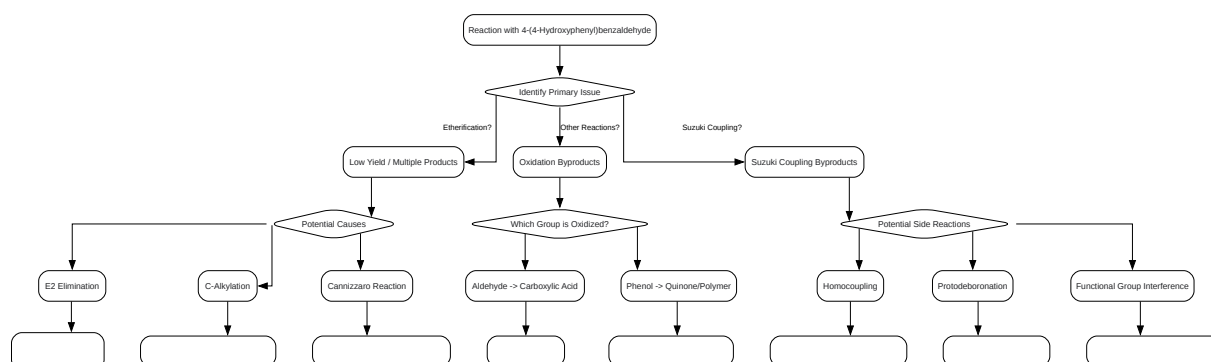 Reaction with 4-(4-Hydroxyphenyl)benzaldehyde
Identify Primary Issue
Etherification?
Other Reactions?
Suzuki Coupling?
Low Yield / Multiple Products
Oxidation Byproducts
Suzuki Coupling Byproducts
Potential Causes
Which Group is Oxidized?
Potential Side Reactions
E2 Elimination
C-Alkylation
Cannizzaro Reaction
Aldehyde -> Carboxylic Acid
Phenol -> Quinone/Polymer
Homocoupling
Protodeboronation
Functional Group Interference